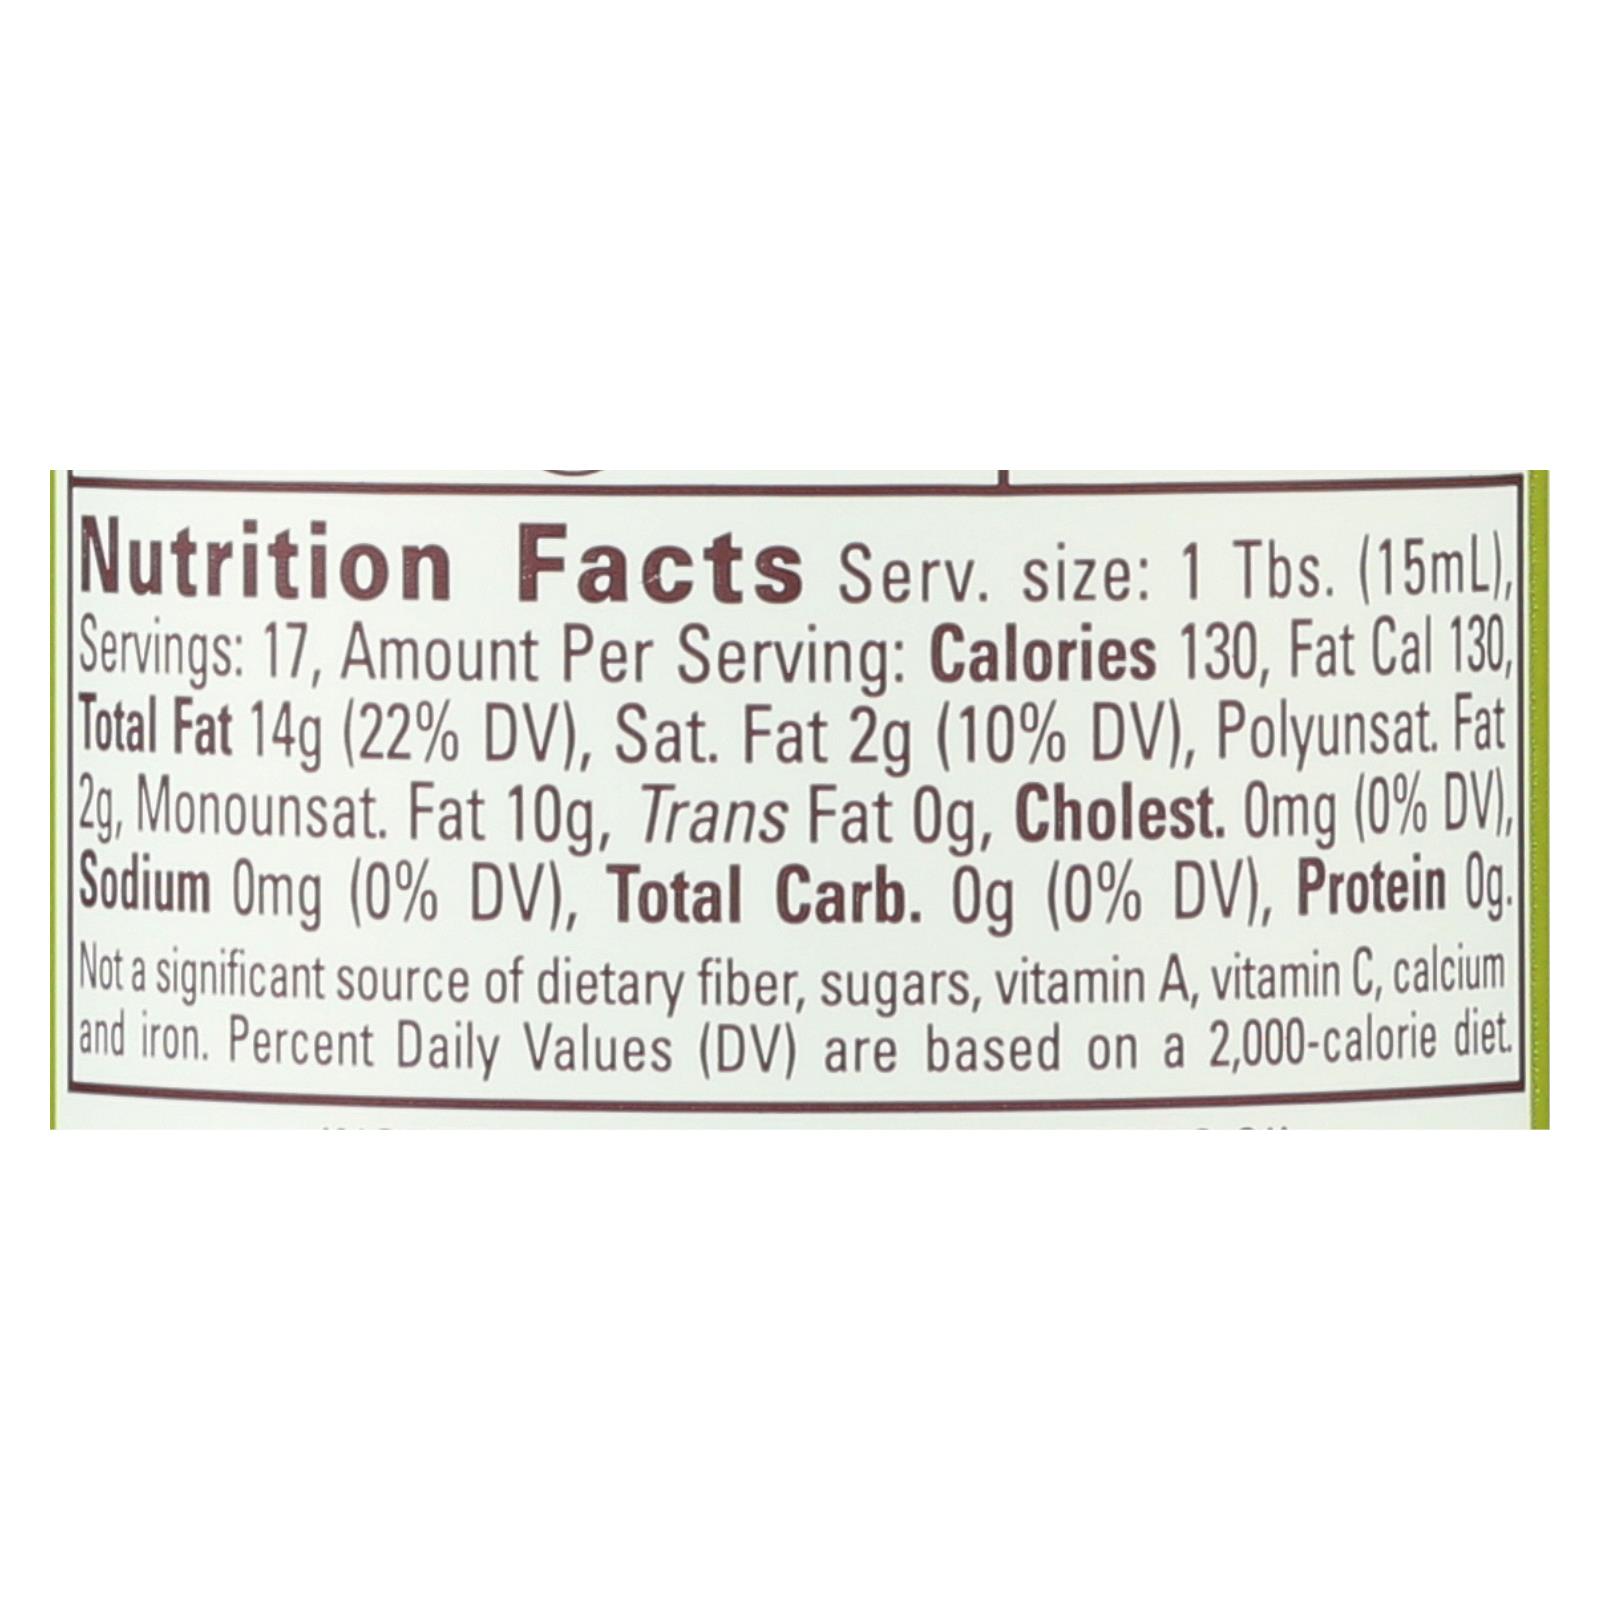 Nutrition Facts Serv. size: 1 Tbs. (15mL),
Servings: 17, Amount Per Serving: Calories 130, Fat Cal 130,
Total Fat 14g (22% DV), Sat. Fat 2g (10% DV), Polyunsat. Fat
2g, Monounsat. Fat 10g, Trans Fat 0g, Cholest. 0mg (0% DV),
Sodium 0mg (0% DV), Total Carb. 0g (0% DV), Protein 0g.
Not a significant source of dietary fiber, sugars, vitamin A, vitamin C, calcium
and iron. Percent Daily Values (DV) are based on a 2,000-calorie diet.